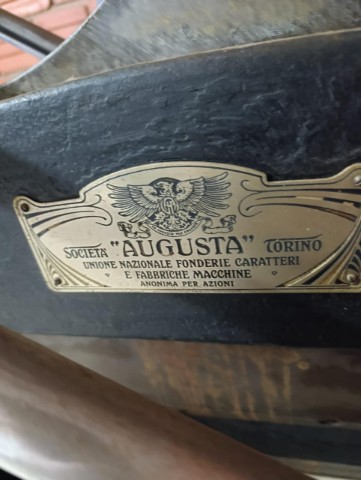 SOCIETÀ "AUGUSTA" TORINO
UNIONE NAZIONALE FONDERIE CARATTERI
E FABBRICHE MACCHINE
ANONIMA PER AZIONI